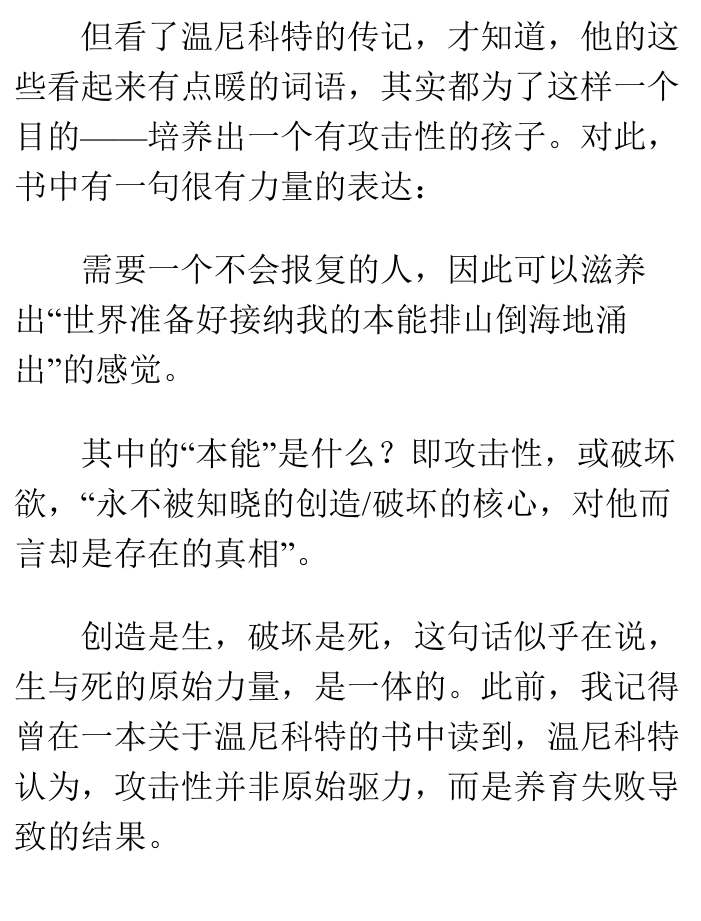 但看了温尼科特的传记，才知道，他的这
些看起来有点暖的词语，其实都为了这样一个
目的——培养出一个有攻击性的孩子。对此，
书中有一句很有力量的表达：
需要一个不会报复的人，因此可以滋养
出“世界准备好接纳我的本能排山倒海地涌
出”的感觉。
其中的“本能”是什么？即攻击性，或破坏
欲，“永不被知晓的创造/破坏的核心，对他而
言却是存在的真相”。
创造是生，破坏是死，这句话似乎在说，
生与死的原始力量，是一体的。此前，我记得
曾在一本关于温尼科特的书中读到，温尼科特
认为，攻击性并非原始驱力，而是养育失败导
致的结果。